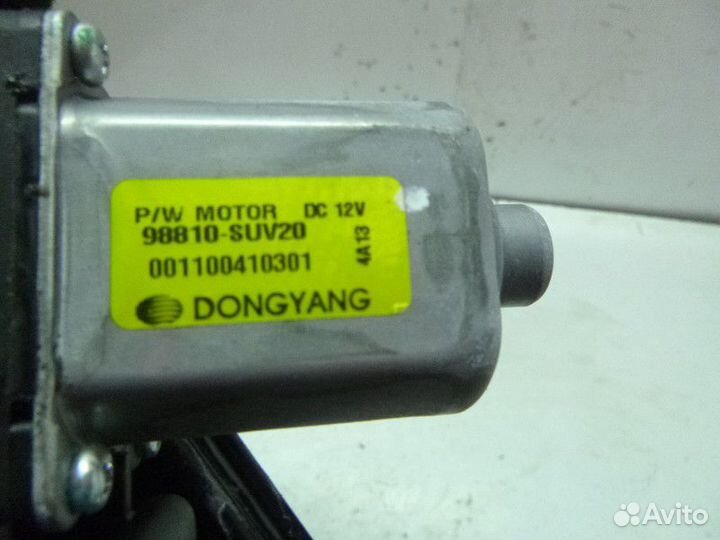 P/W MOTOR DC 12V
98810-SUV20
4A13
001100410301
DONGYANG
Avito